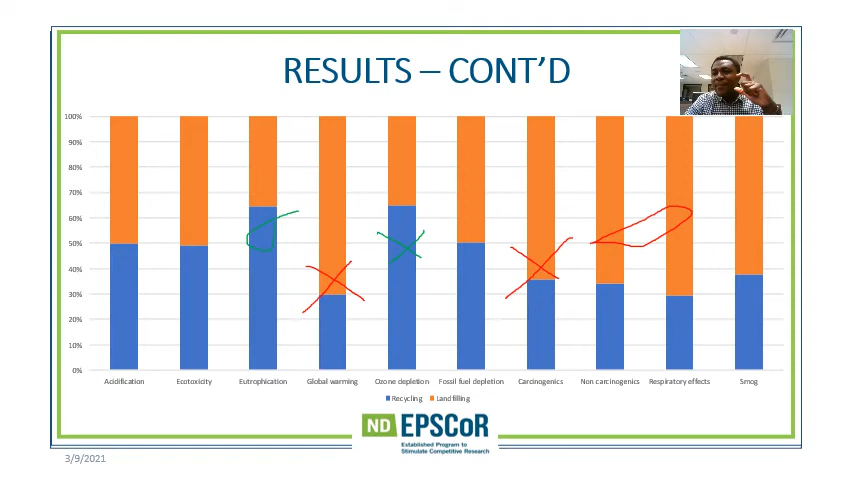 RESULTS – CONT'D
100%
90%
80%
70%
60%
50%
40%
30%
20%
10%
0%
Acidification Ecotoxicity Eutrophication Global warming Ozone depletion Fossil fuel depletion Carcinogenics Non carcinogenics Respiratory effects Smog
Recycling Landfilling
ND EPSCoR
Established Program to
Stimulate Competitive Research
3/9/2021